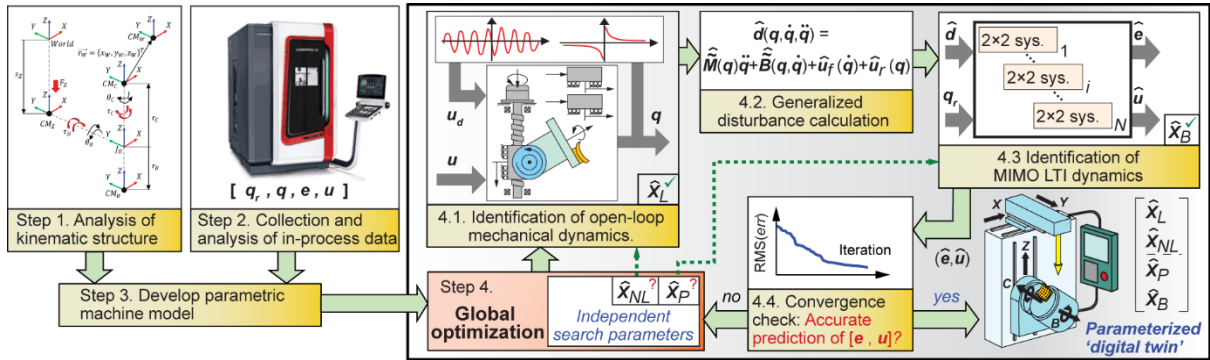 World
r⃗_W = {x_W, y_W, z_W}^T
CM_W
s_Z
F_Z
CM_C
θ_C
τ_C
r_C
CM_Z
τ_B
θ_B
J_B
r_B
CM_B
Step 1. Analysis of
kinematic structure
[ q_r , q, e, u ]
Step 2. Collection and
analysis of in-process data
Step 3. Develop parametric
machine model
u_d
u
q
x̂_L ✓
4.1. Identification of open-loop
mechanical dynamics.
d̂(q,q̇,q̈) =
M̃̂(q)q̈+B̃̂(q,q̇)+û_f(q̇)+û_r(q)
4.2. Generalized
disturbance calculation
d̂
q_r
2×2 sys. 1
2×2 sys. i
2×2 sys. N
ê
û
x̂_B ✓
4.3 Identification of
MIMO LTI dynamics
Step 4.
Global
optimization
x̂_NL? x̂_P?
Independent
search parameters
RMS(err)
Iteration
(ê,û)
4.4. Convergence
check: Accurate
prediction of [e , u]?
no
yes
X
Y
Z
C
B
x̂_L
x̂_NL
x̂_P
x̂_B
Parameterized
‘digital twin’